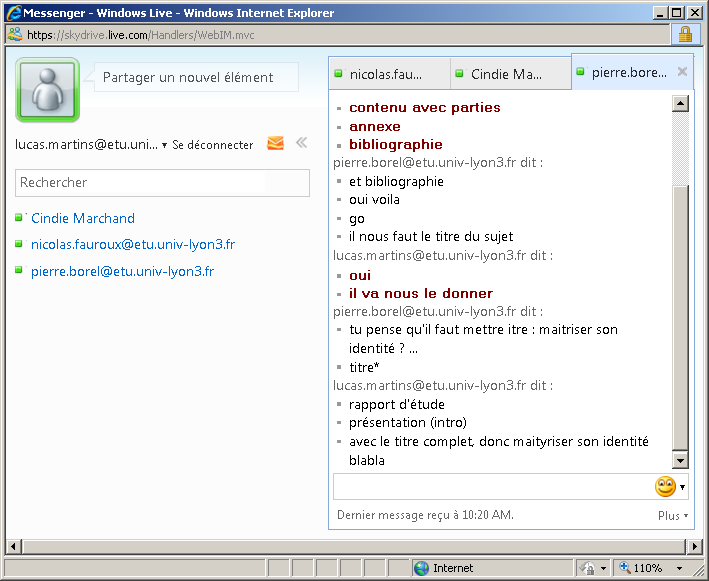 Messenger - Windows Live - Windows Internet Explorer
https://skydrive.live.com/Handlers/WebIM.mvc
Partager un nouvel élément
lucas.martins@etu.uni... Se déconnecter
Rechercher
Cindie Marchand
nicolas.fauroux@etu.univ-lyon3.fr
pierre.borel@etu.univ-lyon3.fr
nicolas.fau... Cindie Ma... pierre.bore...
contenu avec parties
annexe
bibliographie
pierre.borel@etu.univ-lyon3.fr dit :
et bibliographie
oui voila
go
il nous faut le titre du sujet
lucas.martins@etu.univ-lyon3.fr dit :
oui
il va nous le donner
pierre.borel@etu.univ-lyon3.fr dit :
tu pense qu'il faut mettre itre : maitriser son
identité ? ...
titre*
lucas.martins@etu.univ-lyon3.fr dit :
rapport d'étude
présentation (intro)
avec le titre complet, donc maityriser son identité
blabla
Dernier message reçu à 10:20 AM. Plus
Internet 110%